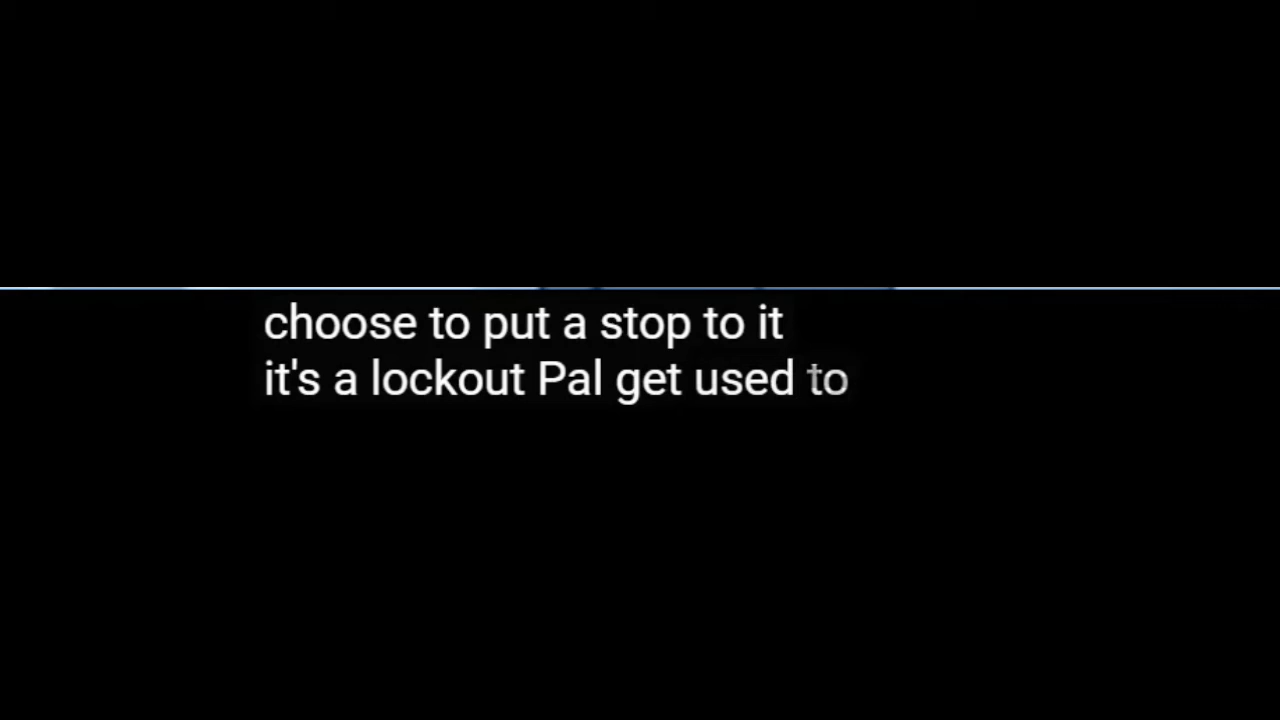 choose to put a stop to it
it's a lockout Pal get used to